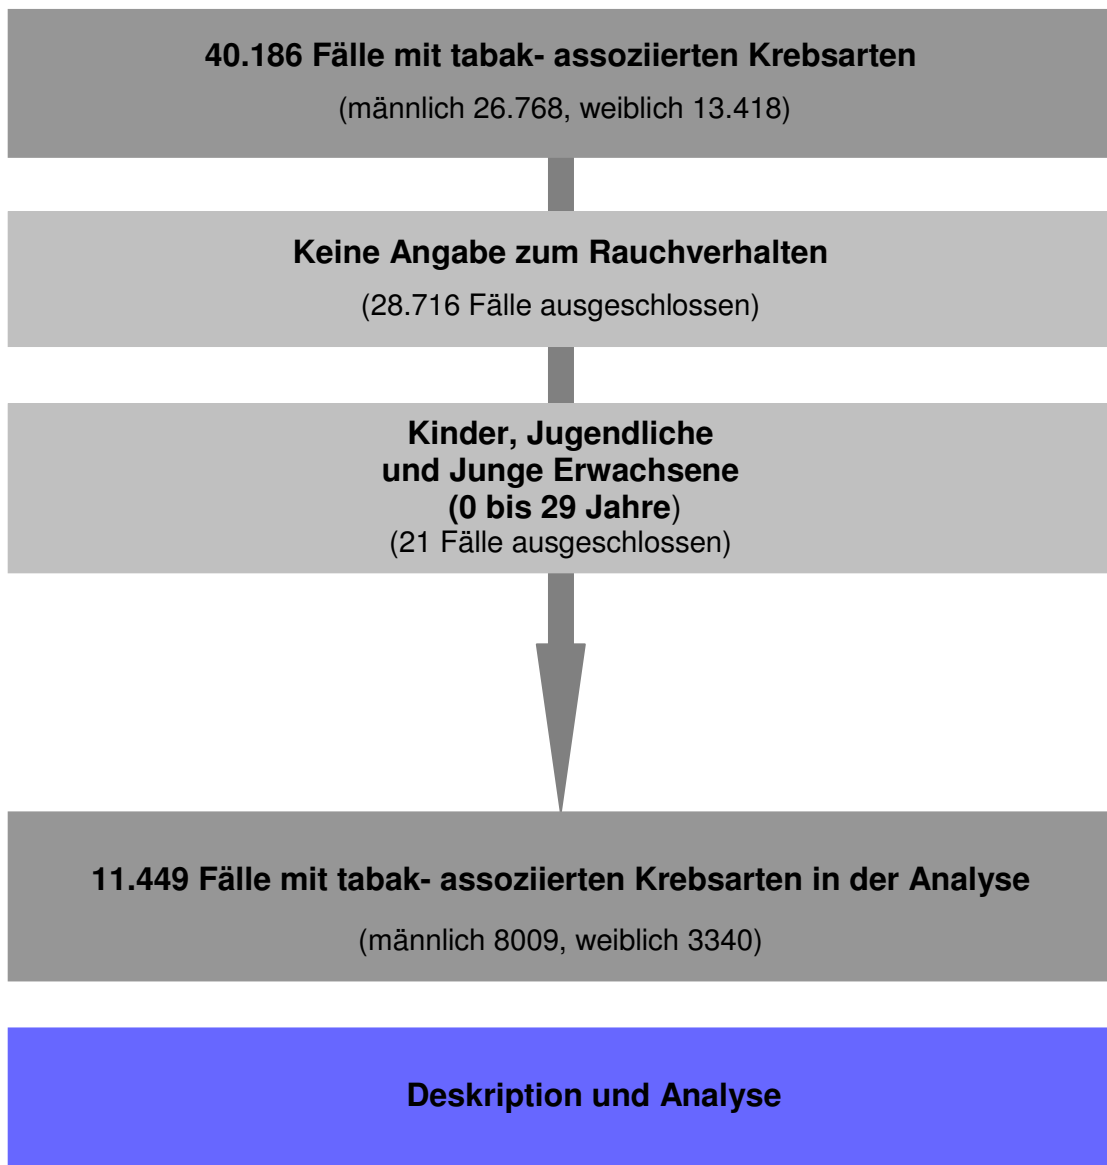 40.186 Fälle mit tabak- assoziierten Krebsarten
(männlich 26.768, weiblich 13.418)
Keine Angabe zum Rauchverhalten
(28.716 Fälle ausgeschlossen)
Kinder, Jugendliche
und Junge Erwachsene
(0 bis 29 Jahre)
(21 Fälle ausgeschlossen)
11.449 Fälle mit tabak- assoziierten Krebsarten in der Analyse
(männlich 8009, weiblich 3340)
Deskription und Analyse